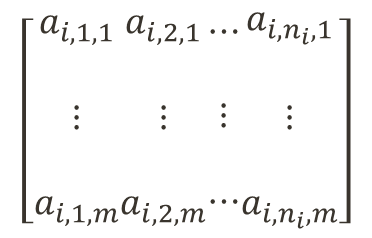 a_{i,1,1} a_{i,2,1} … a_{i,n_i,1}
⋮ ⋮ ⋮ ⋮
a_{i,1,m} a_{i,2,m} ⋯ a_{i,n_i,m}